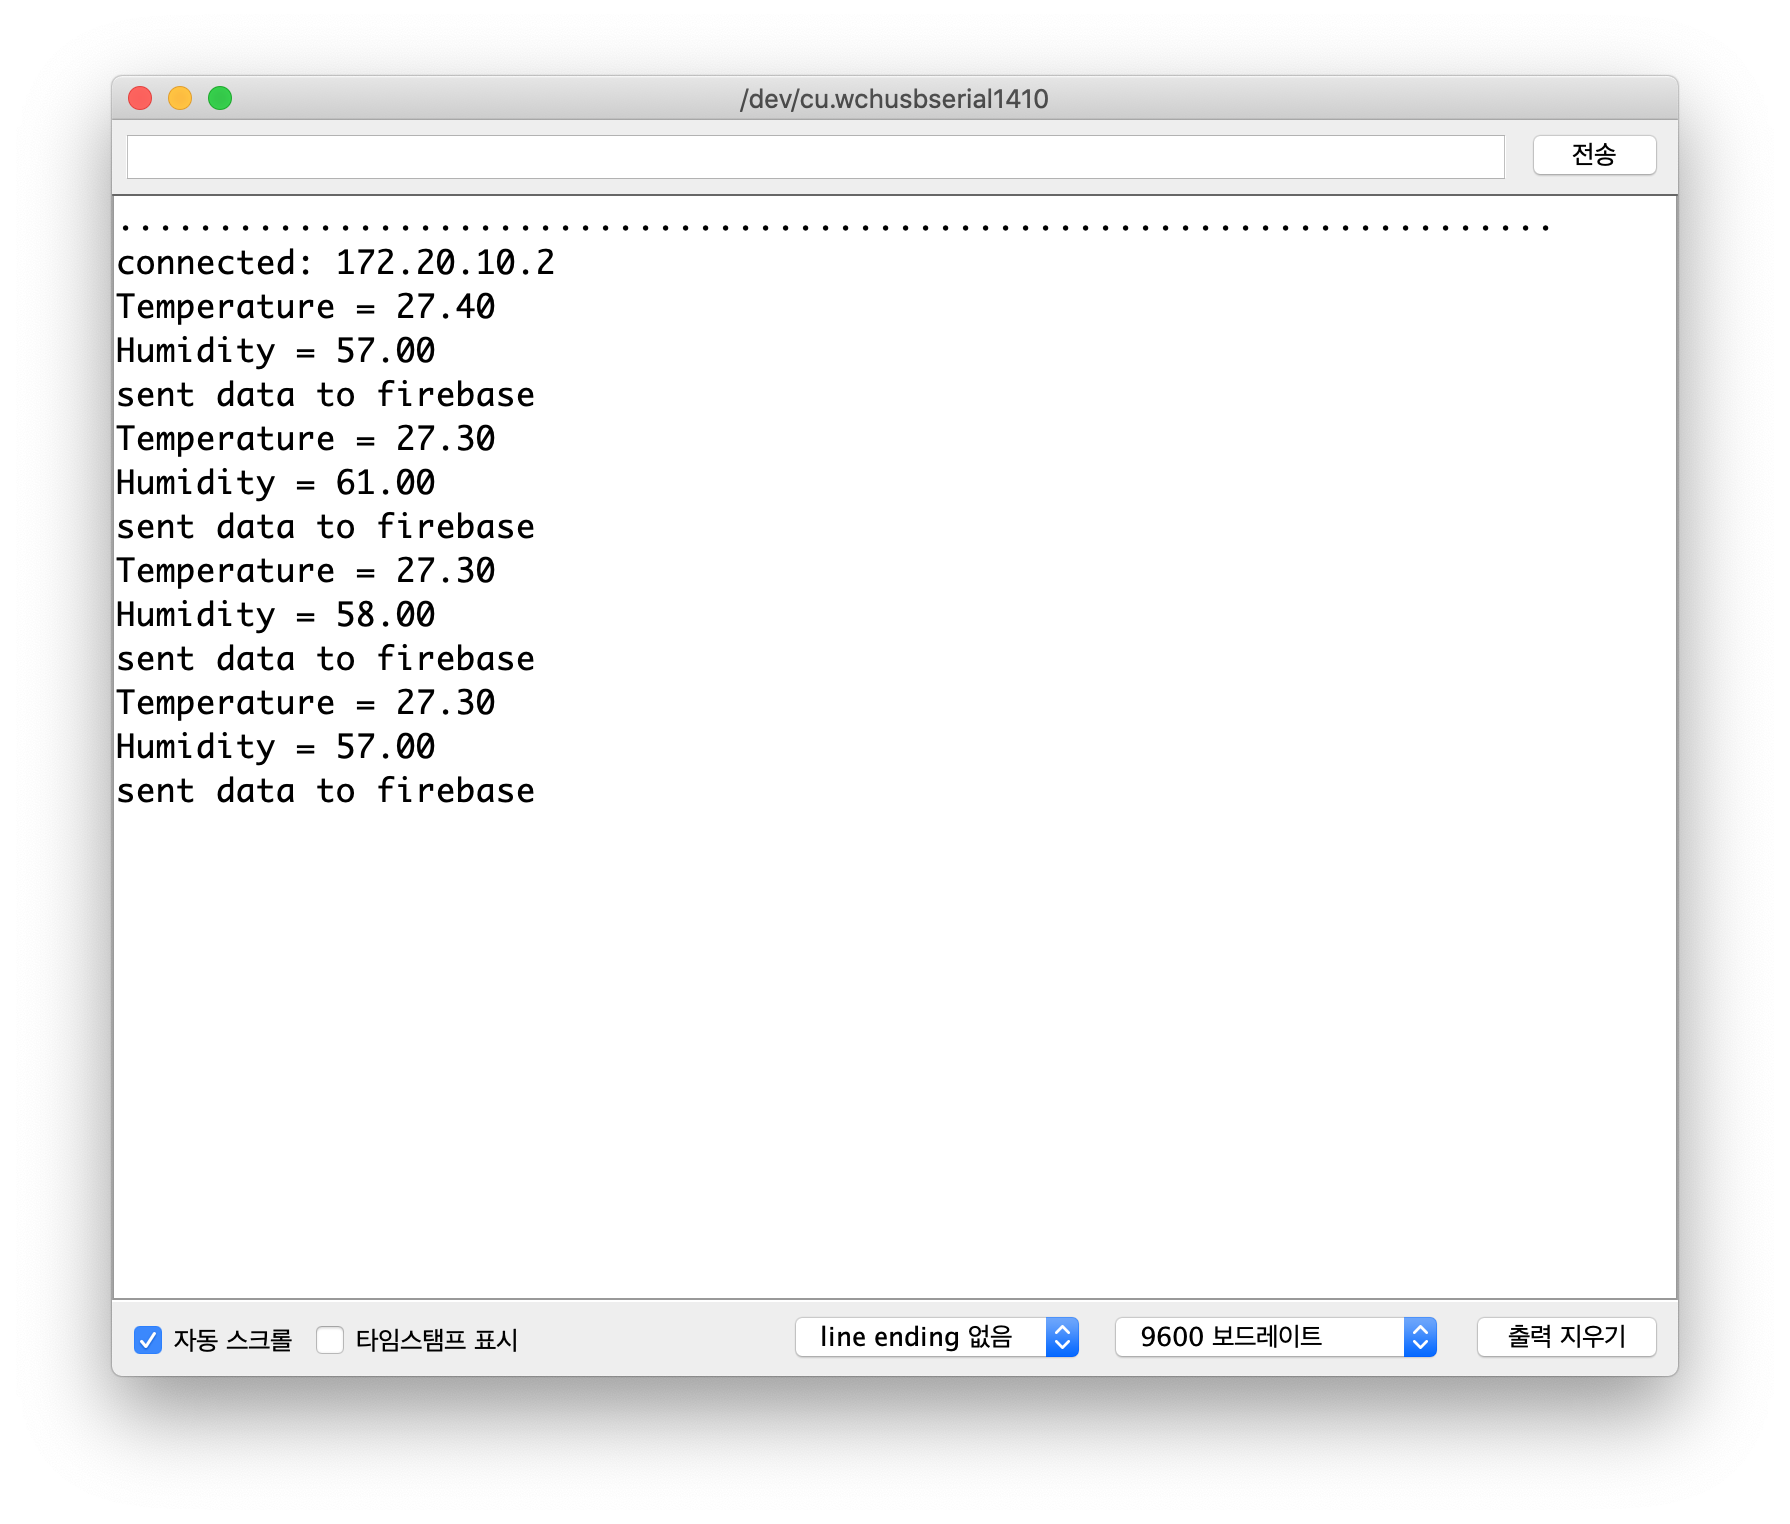 /dev/cu.wchusbserial1410
전송
........................................................................
connected: 172.20.10.2
Temperature = 27.40
Humidity = 57.00
sent data to firebase
Temperature = 27.30
Humidity = 61.00
sent data to firebase
Temperature = 27.30
Humidity = 58.00
sent data to firebase
Temperature = 27.30
Humidity = 57.00
sent data to firebase
자동 스크롤 타임스탬프 표시 line ending 없음 9600 보드레이트 출력 지우기